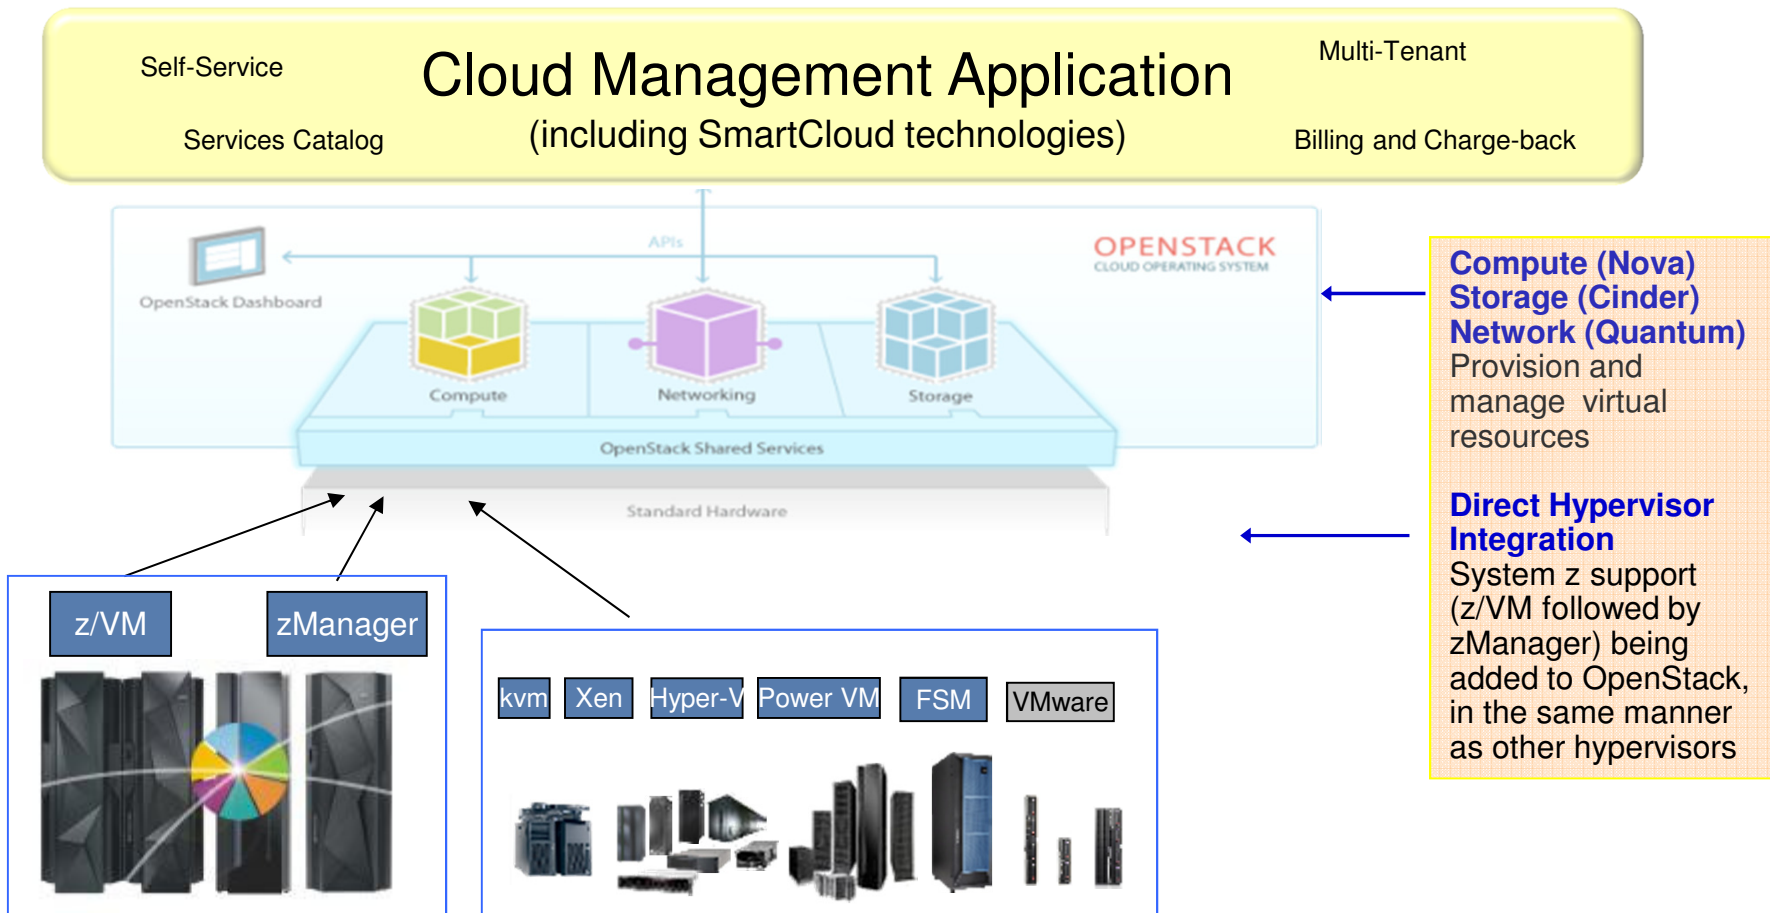 Self-Service
Cloud Management Application
Multi-Tenant
Services Catalog
(including SmartCloud technologies)
Billing and Charge-back
APIs
OPENSTACK
CLOUD OPERATING SYSTEM
OpenStack Dashboard
Compute
Networking
Storage
OpenStack Shared Services
Standard Hardware
Compute (Nova)
Storage (Cinder)
Network (Quantum)
Provision and
manage virtual
resources
Direct Hypervisor
Integration
System z support
(z/VM followed by
zManager) being
added to OpenStack,
in the same manner
as other hypervisors
z/VM
zManager
kvm
Xen
Hyper-V
Power VM
FSM
VMware